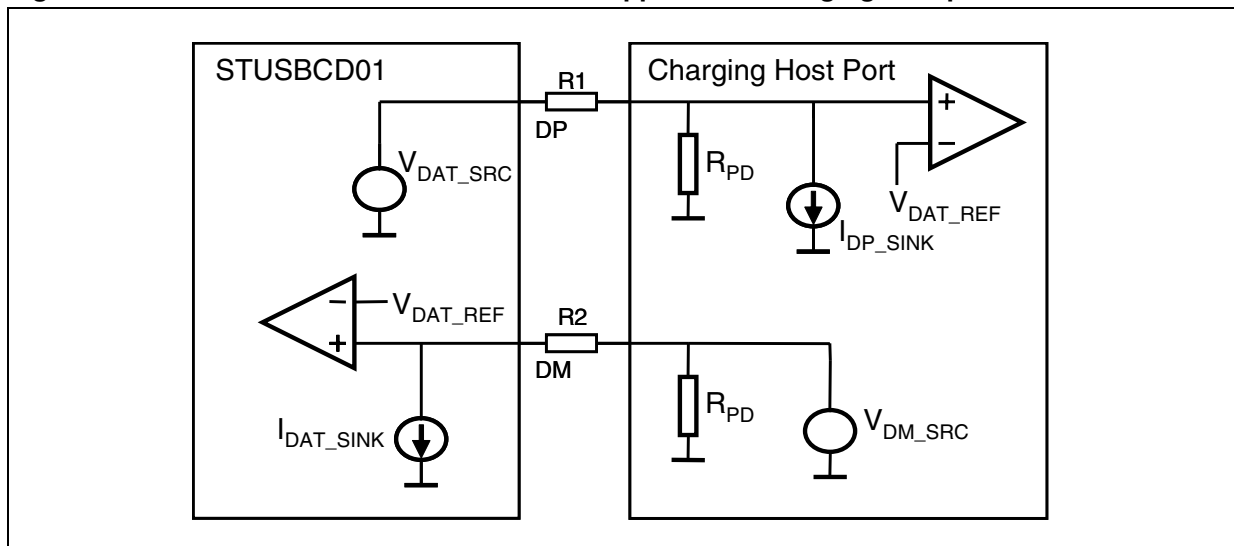 STUSBCD01
Charging Host Port
R1
DP
V_DAT_SRC
R_PD
I_DP_SINK
+
−
V_DAT_REF
−
+
V_DAT_REF
R2
DM
I_DAT_SINK
R_PD
V_DM_SRC